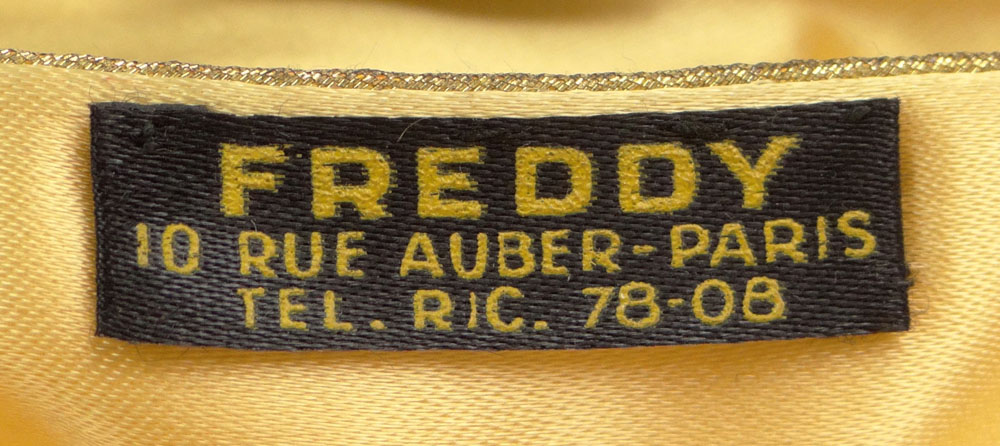 FREDDY
10 RUE AUBER-PARIS
TEL. RIC. 78-08